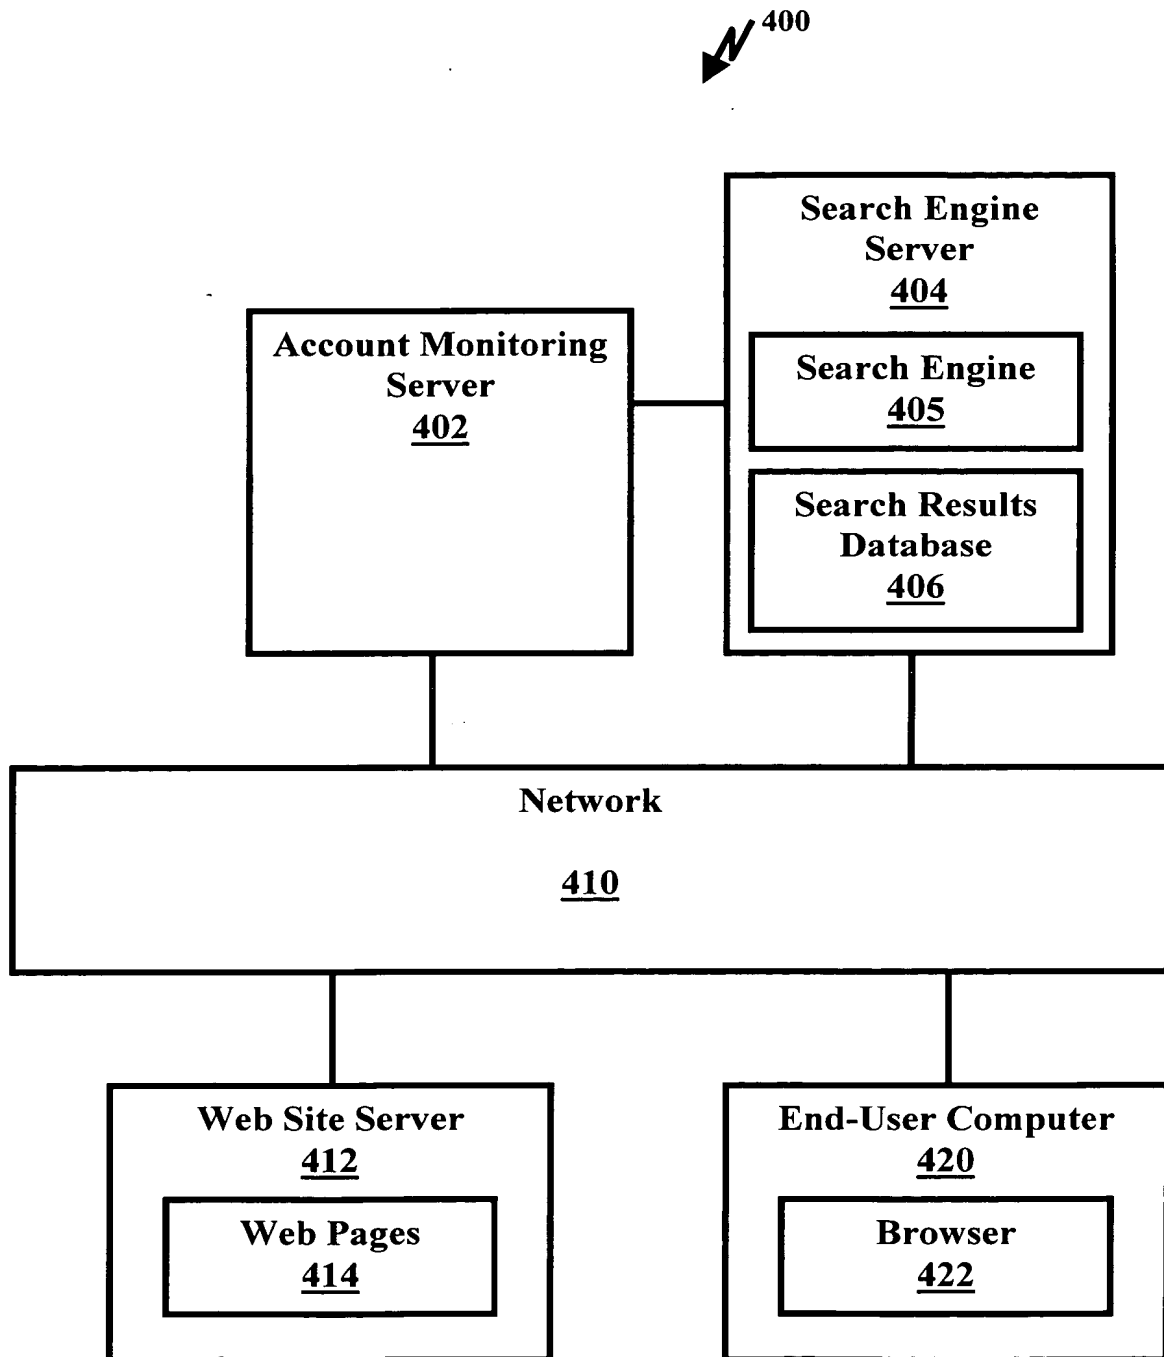 400
Search Engine
Server
404
Account Monitoring
Server
402
Search Engine
405
Search Results
Database
406
Network
410
Web Site Server
412
Web Pages
414
End-User Computer
420
Browser
422